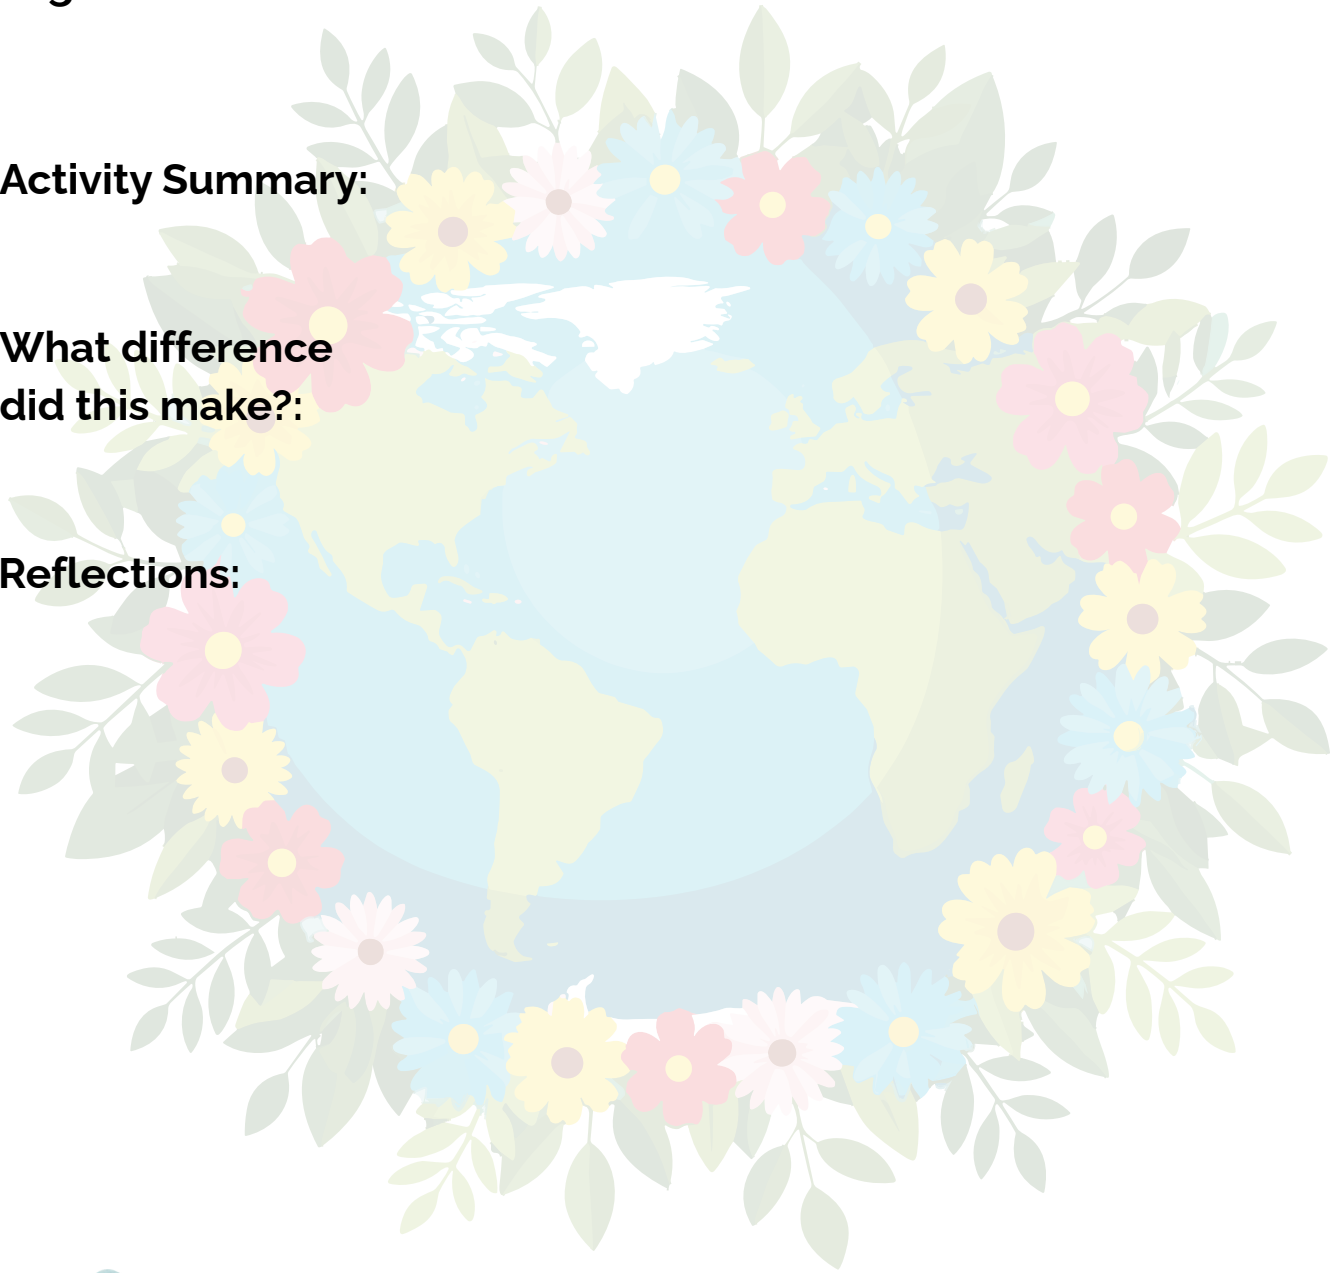 Activity Summary:
What difference
did this make?:
Reflections: